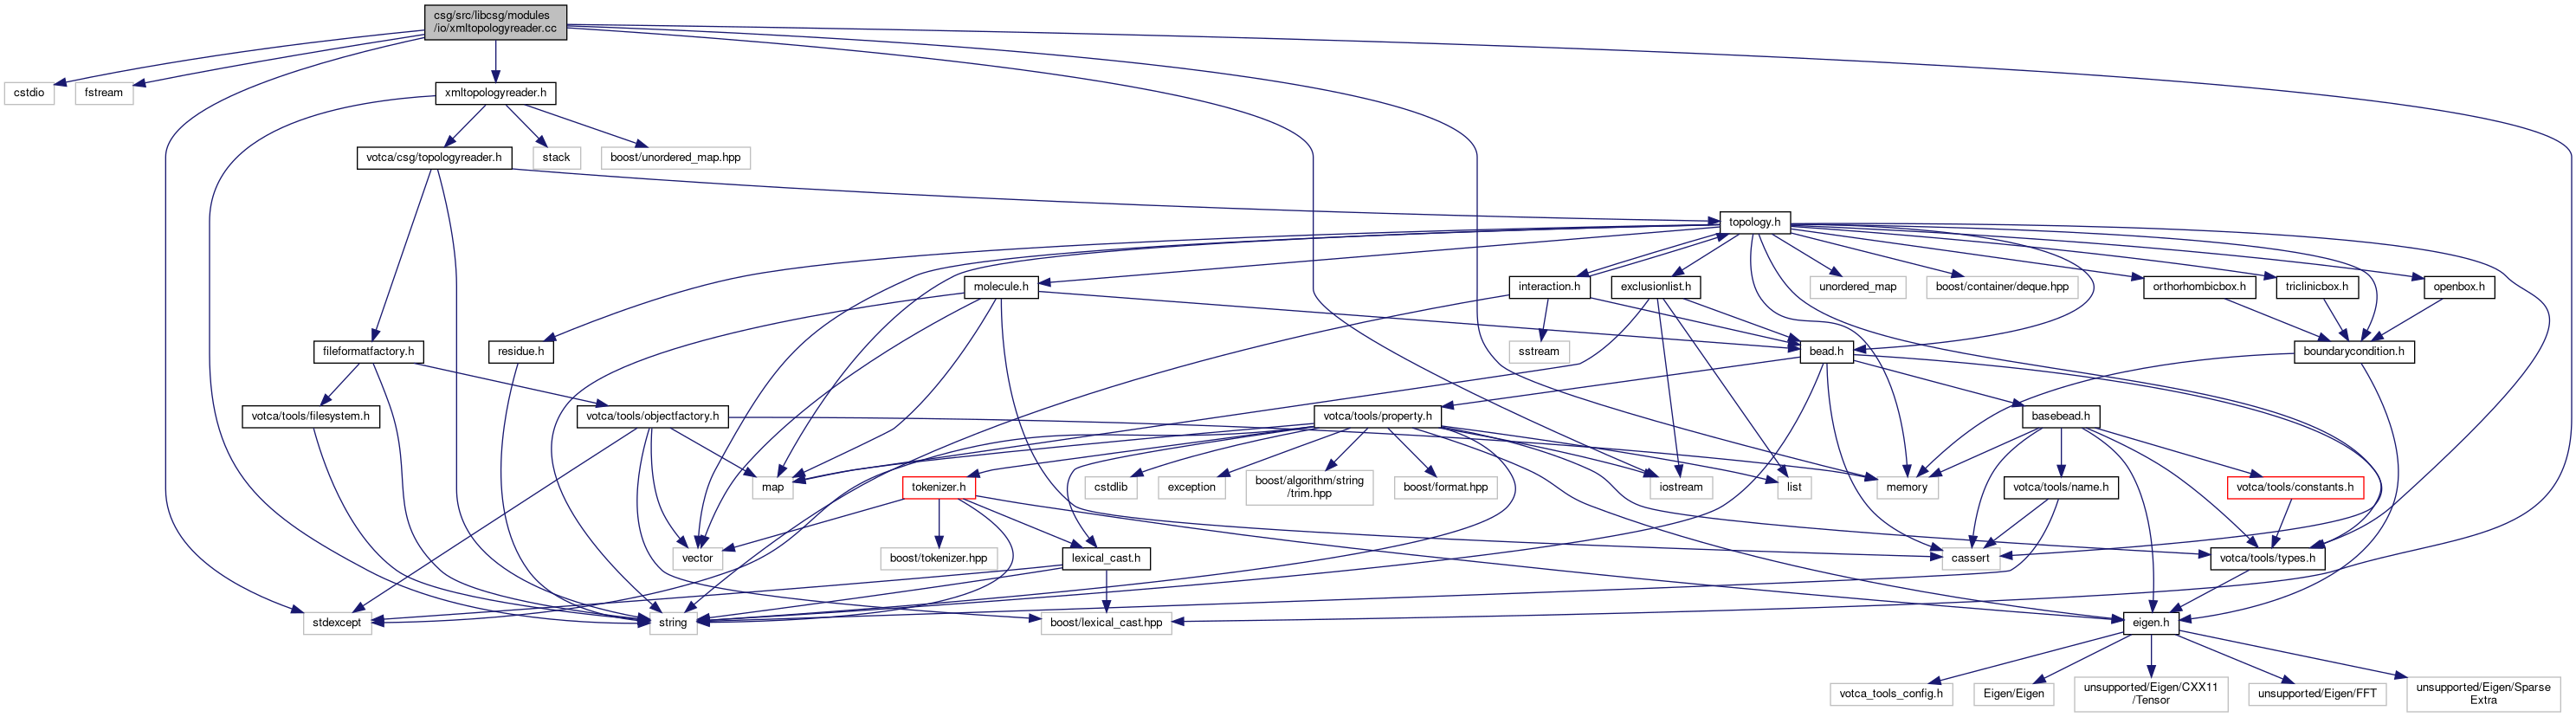 csg/src/libcsg/modules
/io/xmltopologyreader.cc
cstdio
fstream
xmltopologyreader.h
votca/csg/topologyreader.h
stack
boost/unordered_map.hpp
topology.h
molecule.h
interaction.h
exclusionlist.h
unordered_map
boost/container/deque.hpp
orthorhombicbox.h
triclinicbox.h
openbox.h
fileformatfactory.h
residue.h
sstream
bead.h
boundarycondition.h
votca/tools/filesystem.h
votca/tools/objectfactory.h
votca/tools/property.h
basebead.h
map
tokenizer.h
cstdlib
exception
boost/algorithm/string
/trim.hpp
boost/format.hpp
iostream
list
memory
votca/tools/name.h
votca/tools/constants.h
vector
boost/tokenizer.hpp
lexical_cast.h
cassert
votca/tools/types.h
stdexcept
string
boost/lexical_cast.hpp
eigen.h
votca_tools_config.h
Eigen/Eigen
unsupported/Eigen/CXX11
/Tensor
unsupported/Eigen/FFT
unsupported/Eigen/Sparse
Extra